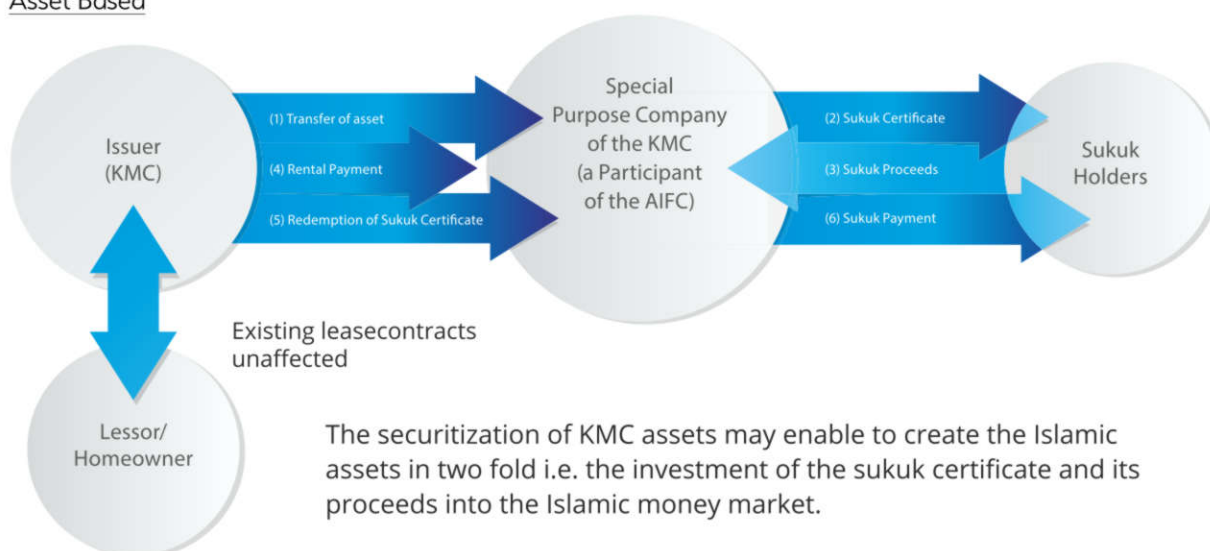 Asset Based
Issuer
(KMC)
(1) Transfer of asset
(4) Rental Payment
(5) Redemption of Sukuk Certificate
Special
Purpose Company
of the KMC
(a Participant
of the AIFC)
(2) Sukuk Certificate
(3) Sukuk Proceeds
(6) Sukuk Payment
Sukuk
Holders
Existing leasecontracts
unaffected
Lessor/
Homeowner
The securitization of KMC assets may enable to create the Islamic
assets in two fold i.e. the investment of the sukuk certificate and its
proceeds into the Islamic money market.